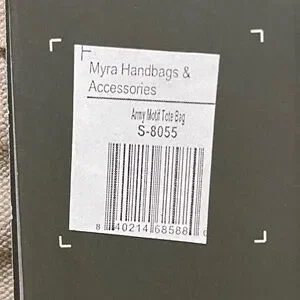 Myra Handbags &
Accessories
Army Motif Tote Bag
S-8055
8 40214 68588 0